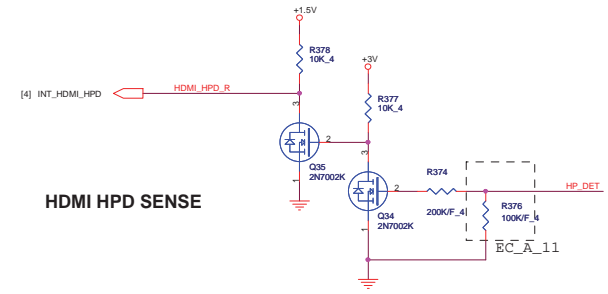 +1.5V
R378
10K_4
+3V
[4] INT_HDMI_HPD
HDMI_HPD_R
R377
10K_4
3
2
Q35
2N7002K
1
3
R374
HDMI HPD SENSE
2
HP_DET
200K/F_4
R376
100K/F_4
Q34
2N7002K
1
EC_A_11